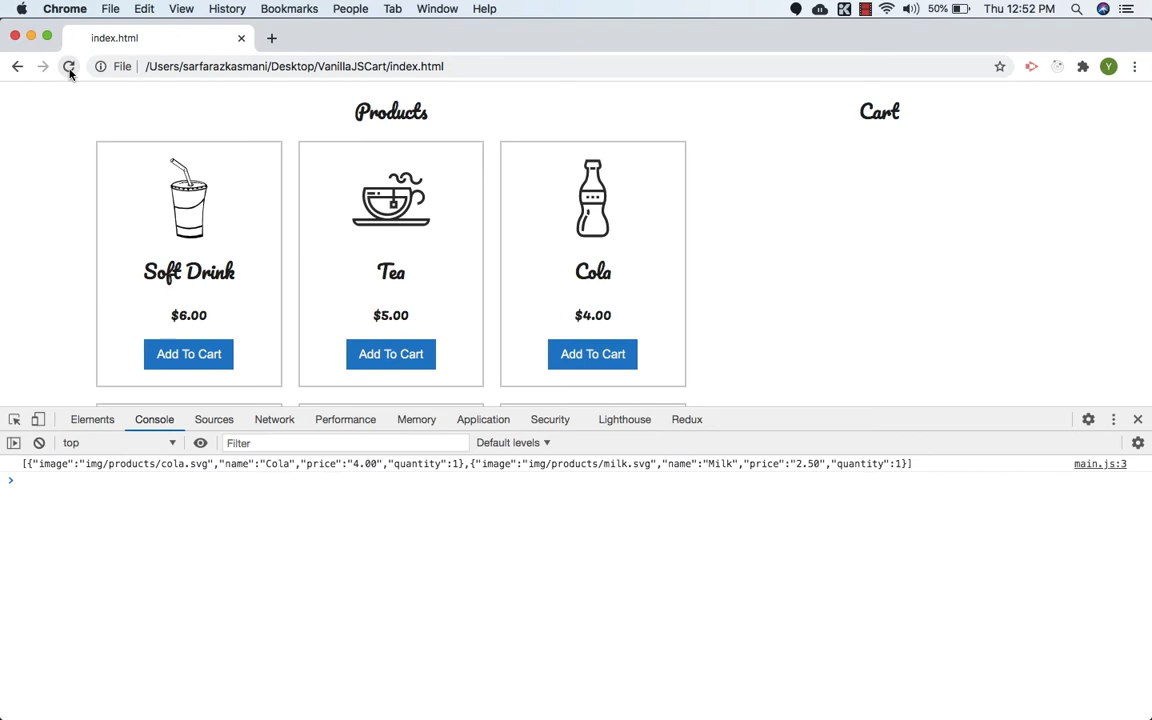 Chrome File Edit View History Bookmarks People Tab Window Help 50% Thu 12:52 PM
index.html
File /Users/sarfarazkasmani/Desktop/VanillaJSCart/index.html Y
Products Cart
Soft Drink Tea Cola
$6.00 $5.00 $4.00
Add To Cart Add To Cart Add To Cart
Elements Console Sources Network Performance Memory Application Security Lighthouse Redux
top Filter Default levels
[{"image":"img/products/cola.svg","name":"Cola","price":"4.00","quantity":1},{"image":"img/products/milk.svg","name":"Milk","price":"2.50","quantity":1}] main.js:3